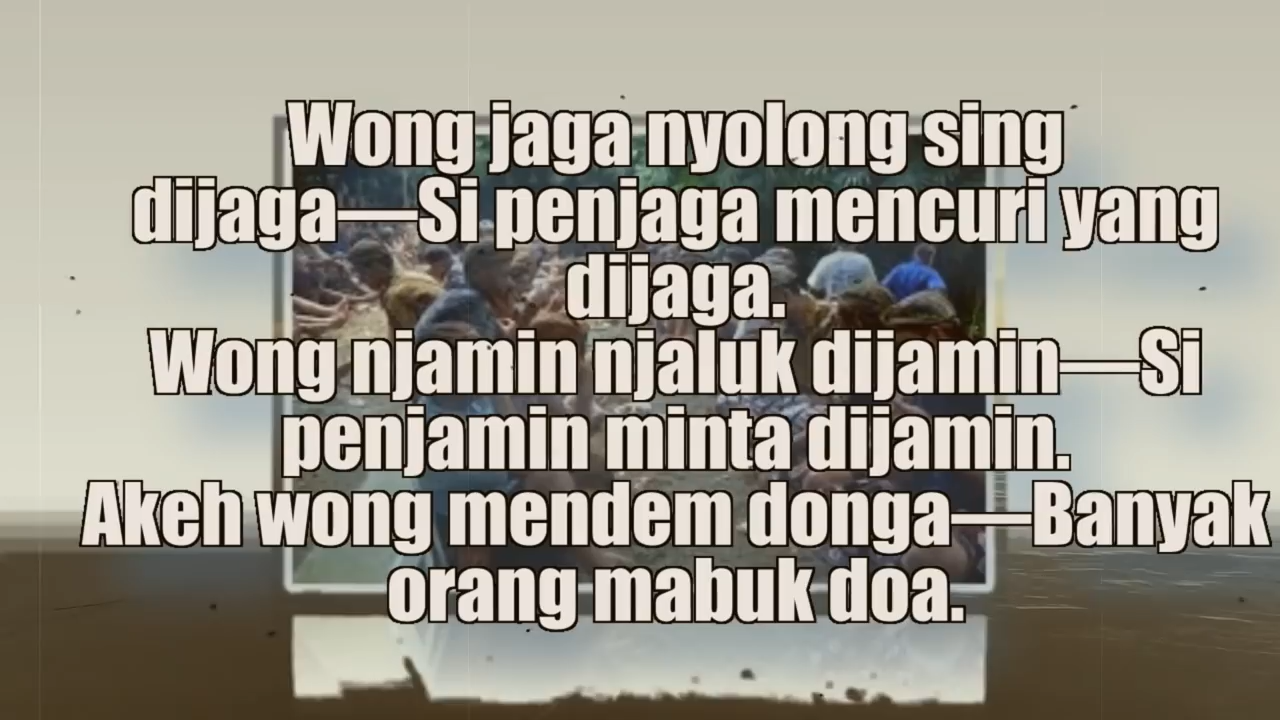 Wong jaga nyolong sing
dijaga—Si penjaga mencuri yang
dijaga.
Wong njamin njaluk dijamin—Si
penjamin minta dijamin.
Akeh wong mendem donga—Banyak
orang mabuk doa.